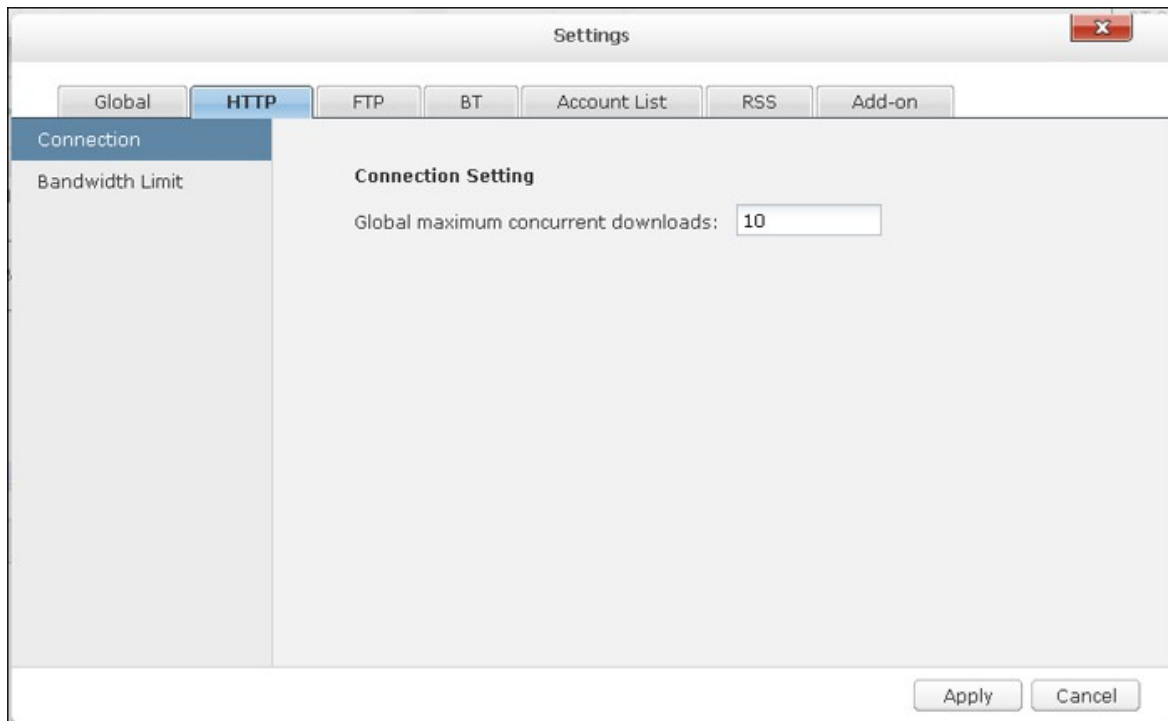 Settings
Global HTTP FTP BT Account List RSS Add-on
Connection
Bandwidth Limit
Connection Setting
Global maximum concurrent downloads: 10
Apply Cancel